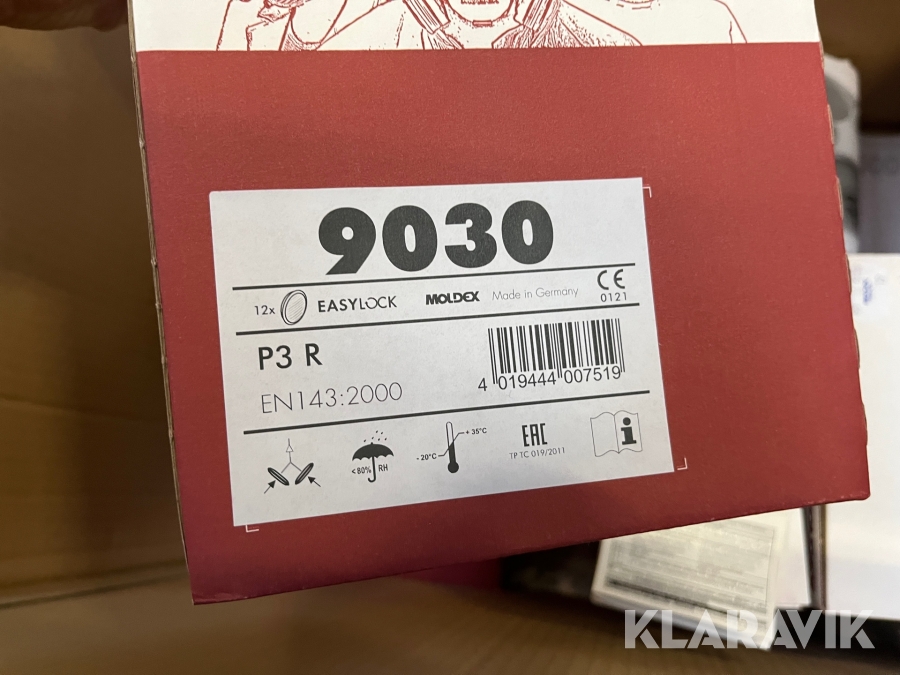 9030
12x EASYLOCK MOLDEX Made in Germany CE
0121
P3 R
EN143:2000
4 019444 007519
<80% RH
-20°C +35°C
EAC
TP TC 019/2011
i
KLARAVIK